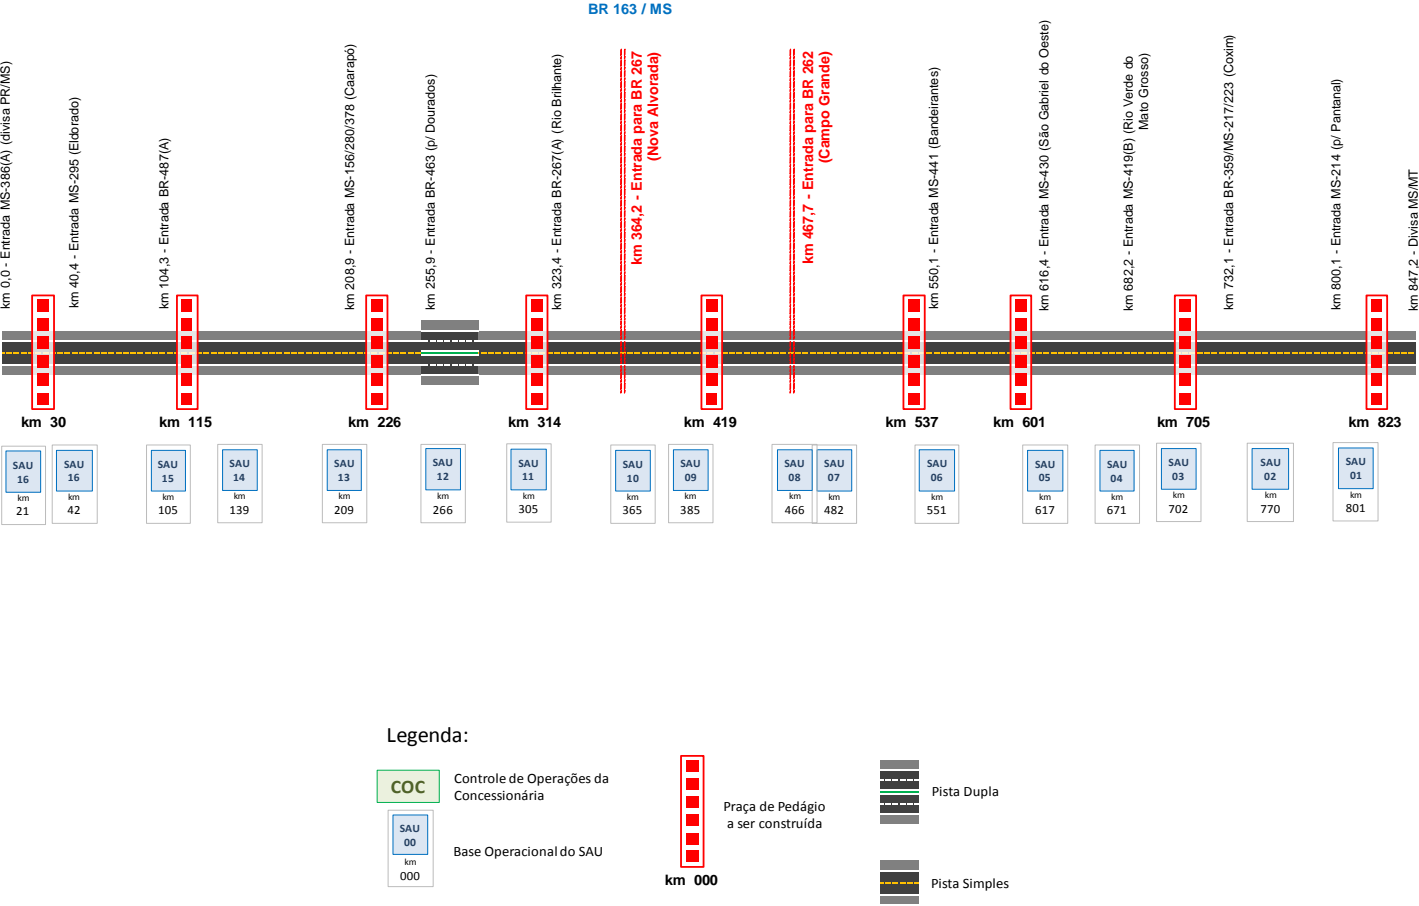 BR 163 / MS
km 0,0 - Entrada MS-386(A) (divisa PR/MS)
km 40,4 - Entrada MS-295 (Eldorado)
km 104,3 - Entrada BR-487(A)
km 208,9 - Entrada MS-156/280/378 (Caarapó)
km 255,9 - Entrada BR-463 (p/ Dourados)
km 323,4 - Entrada BR-267(A) (Rio Brilhante)
km 364,2 - Entrada para BR 267
(Nova Alvorada)
km 467,7 - Entrada para BR 262
(Campo Grande)
km 550,1 - Entrada MS-441 (Bandeirantes)
km 616,4 - Entrada MS-430 (São Gabriel do Oeste)
km 682,2 - Entrada MS-419(B) (Rio Verde do
Mato Grosso)
km 732,1 - Entrada BR-359/MS-217/223 (Coxim)
km 800,1 - Entrada MS-214 (p/ Pantanal)
km 847,2 - Divisa MS/MT
km 30
km 115
km 226
km 314
km 419
km 537
km 601
km 705
km 823
SAU
16
km
21
SAU
16
km
42
SAU
15
km
105
SAU
14
km
139
SAU
13
km
209
SAU
12
km
266
SAU
11
km
305
SAU
10
km
365
SAU
09
km
385
SAU
08
km
466
SAU
07
km
482
SAU
06
km
551
SAU
05
km
617
SAU
04
km
671
SAU
03
km
702
SAU
02
km
770
SAU
01
km
801
Legenda:
COC
Controle de Operações da
Concessionária
SAU
00
km
000
Base Operacional do SAU
Praça de Pedágio
a ser construída
km 000
Pista Dupla
Pista Simples